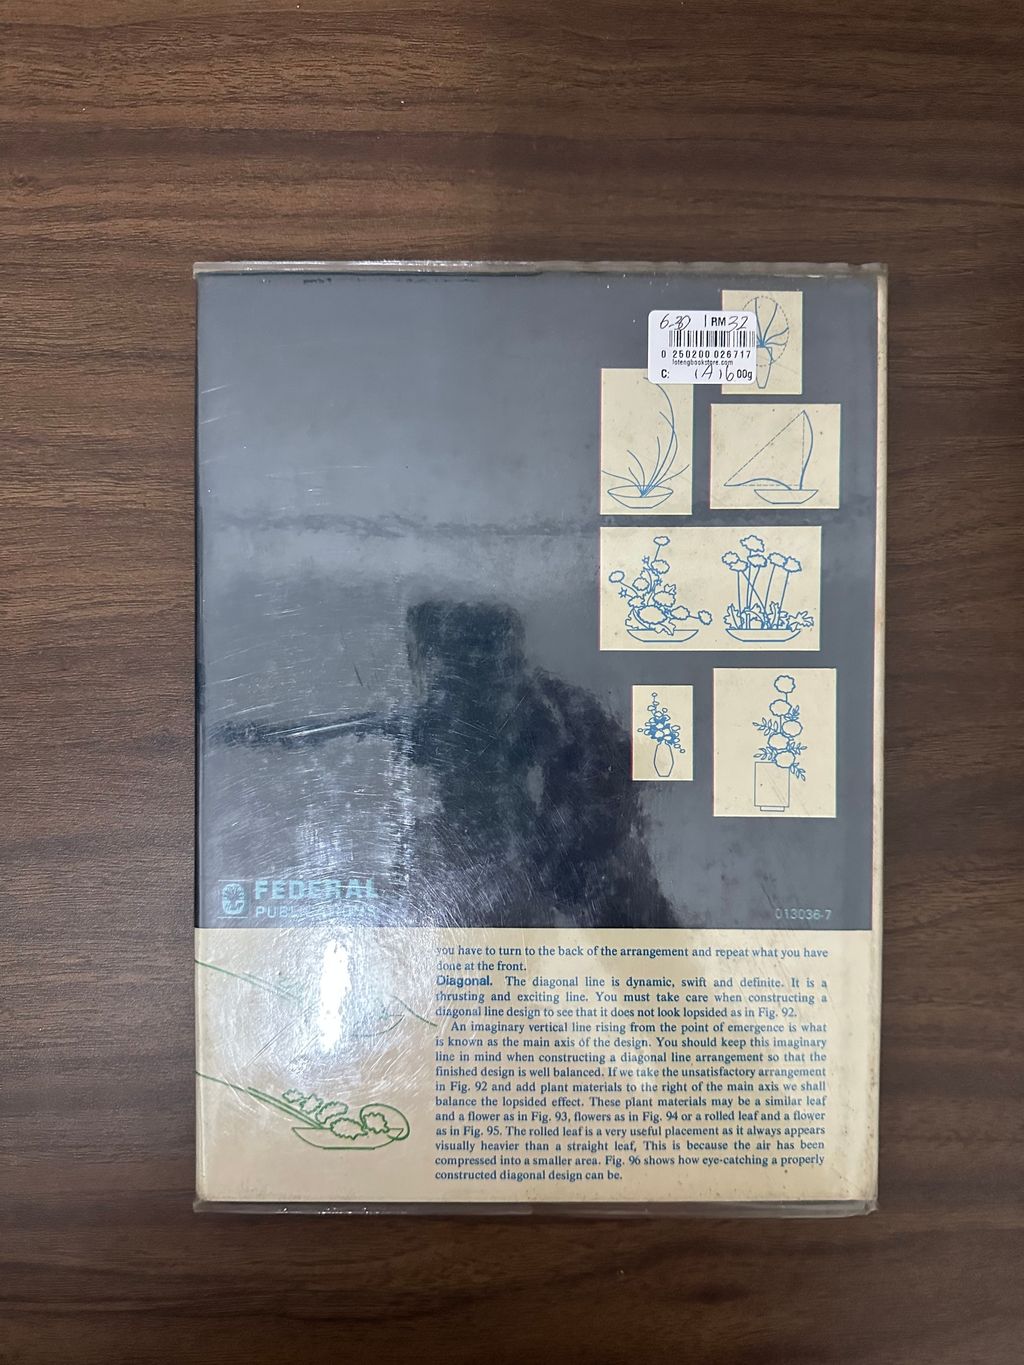 6-30 | RM 32
0 250200 026717
lotengbookstore.com
C: (A) 600g
FEDERAL
PUBLICATIONS
013036-7
you have to turn to the back of the arrangement and repeat what you have
done at the front.
Diagonal. The diagonal line is dynamic, swift and definite. It is a
thrusting and exciting line. You must take care when constructing a
diagonal line design to see that it does not look lopsided as in Fig. 92.
An imaginary vertical line rising from the point of emergence is what
is known as the main axis of the design. You should keep this imaginary
line in mind when constructing a diagonal line arrangement so that the
finished design is well balanced. If we take the unsatisfactory arrangement
in Fig. 92 and add plant materials to the right of the main axis we shall
balance the lopsided effect. These plant materials may be a similar leaf
and a flower as in Fig. 93, flowers as in Fig. 94 or a rolled leaf and a flower
as in Fig. 95. The rolled leaf is a very useful placement as it always appears
visually heavier than a straight leaf, This is because the air has been
compressed into a smaller area. Fig. 96 shows how eye-catching a properly
constructed diagonal design can be.